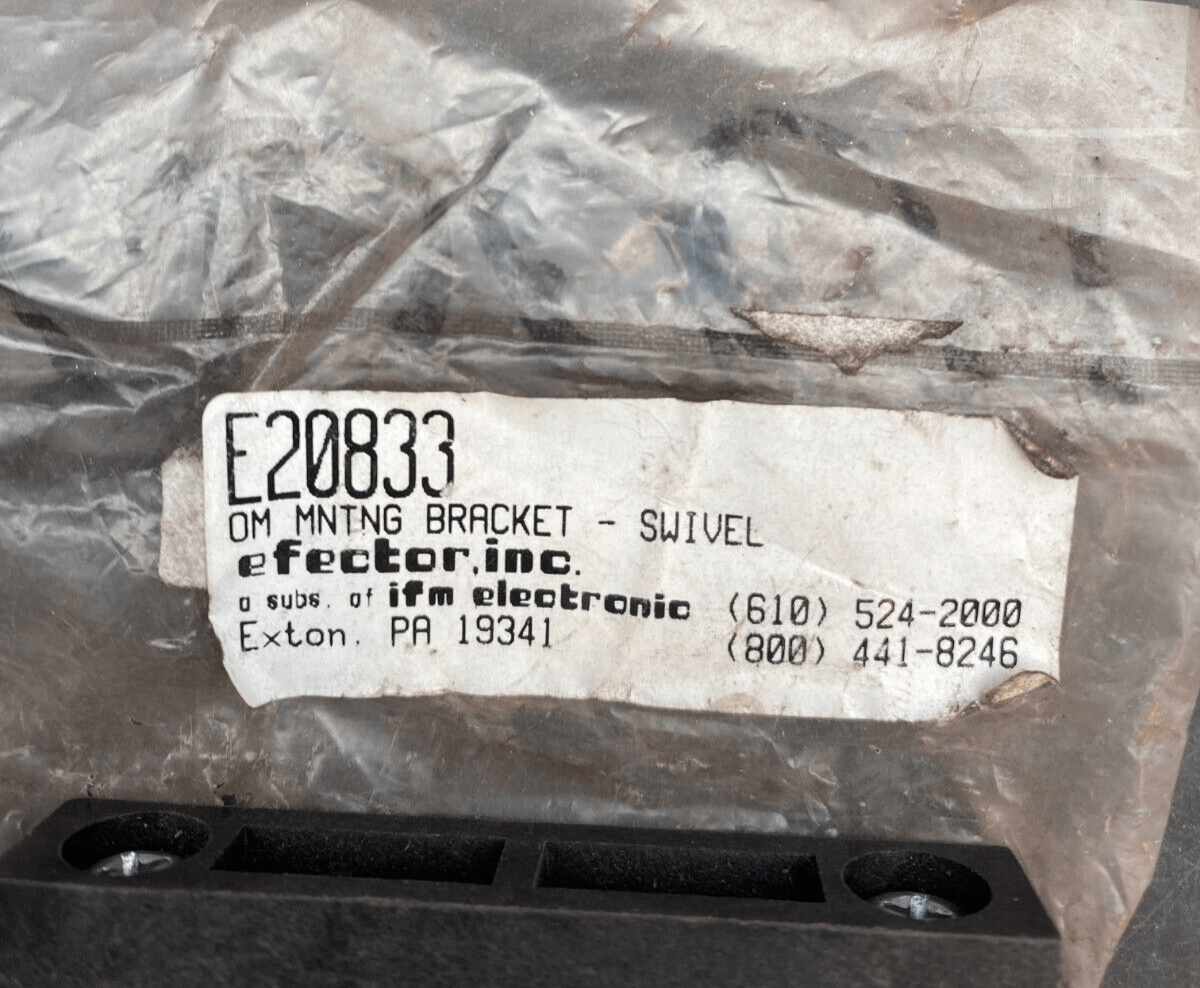 E20833
OM MNTNG BRACKET - SWIVEL
efector,inc.
a subs. of ifm electronic (610) 524-2000
Exton. PA 19341 (800) 441-8246